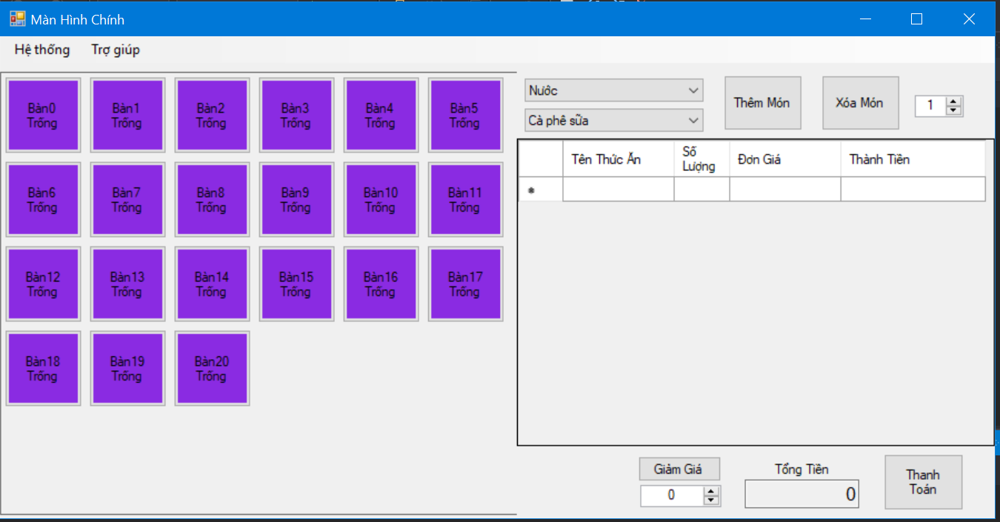 Màn Hình Chính
Hệ thống Trợ giúp
Bàn0
Trống
Bàn1
Trống
Bàn2
Trống
Bàn3
Trống
Bàn4
Trống
Bàn5
Trống
Bàn6
Trống
Bàn7
Trống
Bàn8
Trống
Bàn9
Trống
Bàn10
Trống
Bàn11
Trống
Bàn12
Trống
Bàn13
Trống
Bàn14
Trống
Bàn15
Trống
Bàn16
Trống
Bàn17
Trống
Bàn18
Trống
Bàn19
Trống
Bàn20
Trống
Nước
Cà phê sữa
Thêm Món
Xóa Món
1
Tên Thức Ăn
Số
Lượng
Đơn Giá
Thành Tiền
*
Giảm Giá
0
Tổng Tiền
0
Thanh
Toán